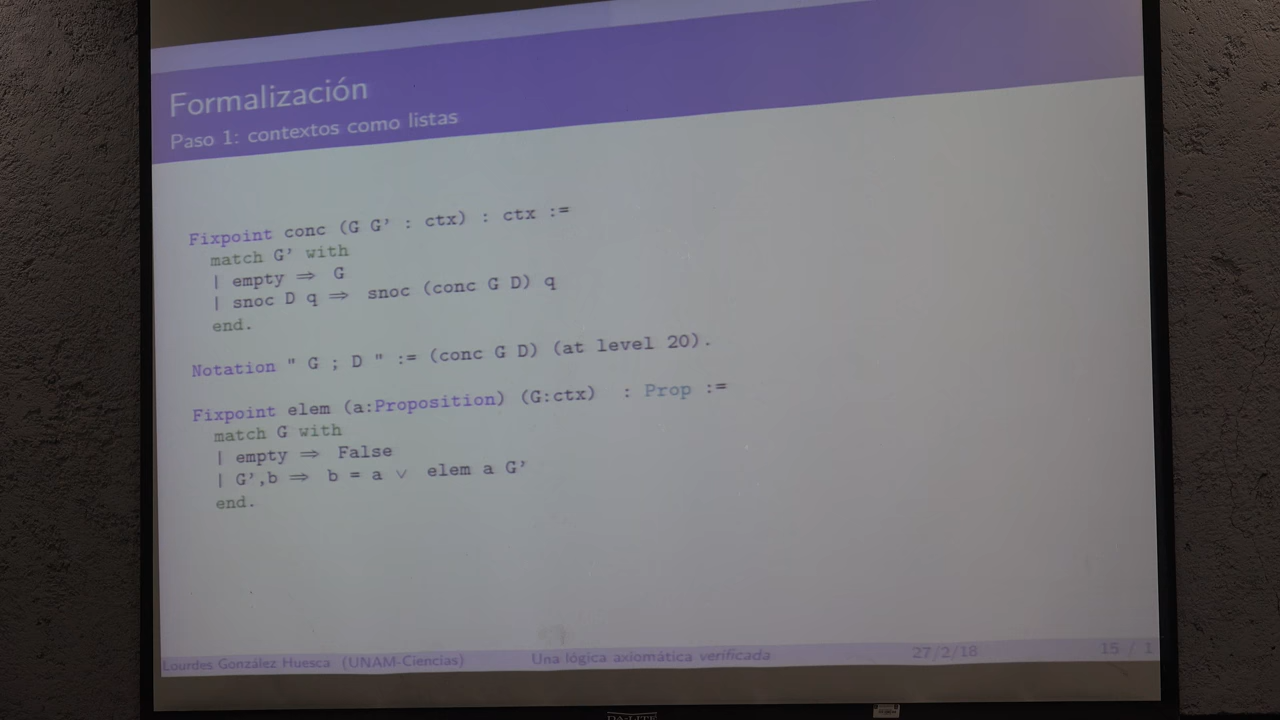 Formalización
Paso 1: contextos como listas
Fixpoint conc (G G' : ctx) : ctx :=
match G' with
| empty ⇒ G
| snoc D q ⇒ snoc (conc G D) q
end.
Notation " G ; D " := (conc G D) (at level 20).
Fixpoint elem (a:Proposition) (G:ctx) : Prop :=
match G with
| empty ⇒ False
| G',b ⇒ b = a ∨ elem a G'
end.
Lourdes González Huesca (UNAM-Ciencias) Una lógica axiomática verificada 27/2/18 15 / 1
DA-LITE